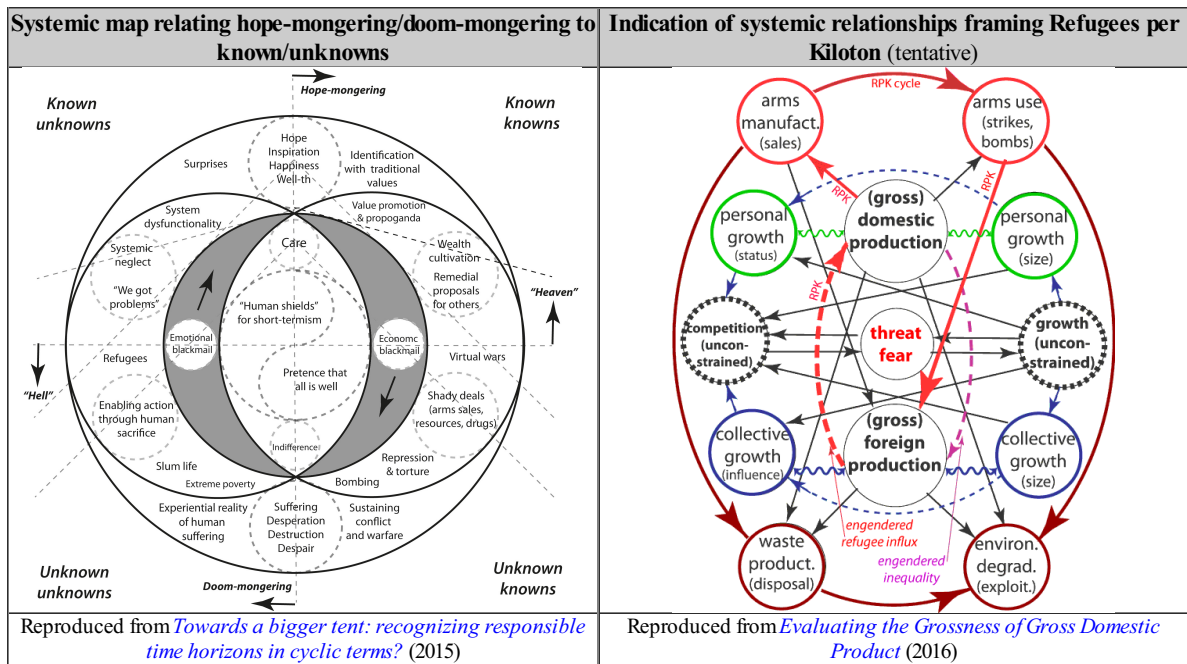 Systemic map relating hope-mongering/doom-mongering to
known/unknowns
Hope-mongering
Known
unknowns
Known
knowns
Hope
Inspiration
Happiness
Well-th
Surprises
Identification
with traditional
values
System
dysfunctionality
Value promotion
& propoganda
Care
Systemic
neglect
Wealth
cultivation
"We got
problems"
Remedial
proposals
for others
"Human shields"
for short-termism
"Heaven"
Emotional
blackmail
Economc
blackmail
Refugees
Virtual wars
"Hell"
Pretence that
all is well
Enabling action
through human
sacrifice
Shady deals
(arms sales,
resources, drugs)
Indifference
Slum life
Repression
& torture
Extreme poverty
Bombing
Experiential reality
of human
suffering
Suffering
Desperation
Destruction
Despair
Sustaining
conflict
and warfare
Unknown
unknowns
Unknown
knowns
Doom-mongering
Reproduced from Towards a bigger tent: recognizing responsible
time horizons in cyclic terms? (2015)
Indication of systemic relationships framing Refugees per
Kiloton (tentative)
RPK cycle
arms
manufact.
(sales)
arms use
(strikes,
bombs)
RPK
RPK
(gross)
domestic
production
personal
growth
(status)
personal
growth
(size)
RPK
competition
(uncon-
strained)
threat
fear
growth
(uncon-
strained)
(gross)
foreign
production
collective
growth
(influence)
collective
growth
(size)
engendered
refugee influx
engendered
inequality
waste
product.
(disposal)
environ.
degrad.
(exploit.)
Reproduced from Evaluating the Grossness of Gross Domestic
Product (2016)